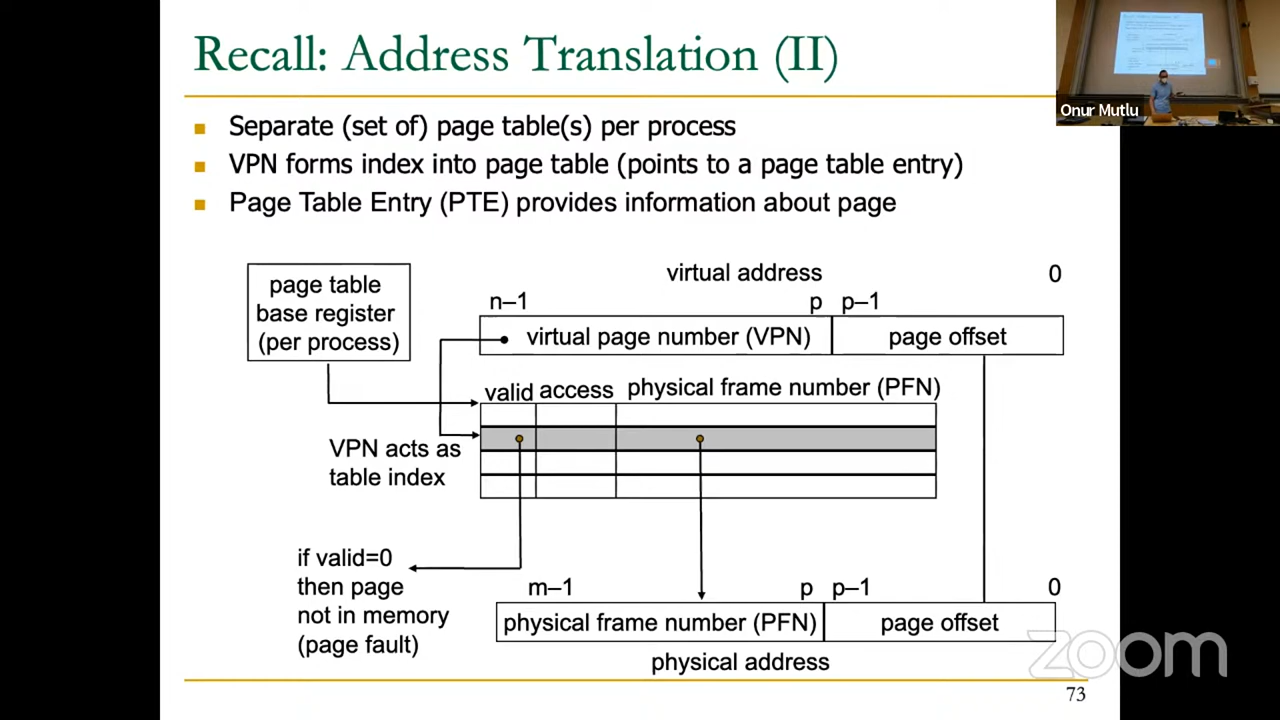 Recall: Address Translation (II)
Onur Mutlu
Separate (set of) page table(s) per process
VPN forms index into page table (points to a page table entry)
Page Table Entry (PTE) provides information about page
page table
base register
(per process)
virtual address
0
n–1
p
p–1
virtual page number (VPN)
page offset
valid
access
physical frame number (PFN)
VPN acts as
table index
if valid=0
then page
not in memory
(page fault)
m–1
p
p–1
0
physical frame number (PFN)
page offset
physical address
zoom
73